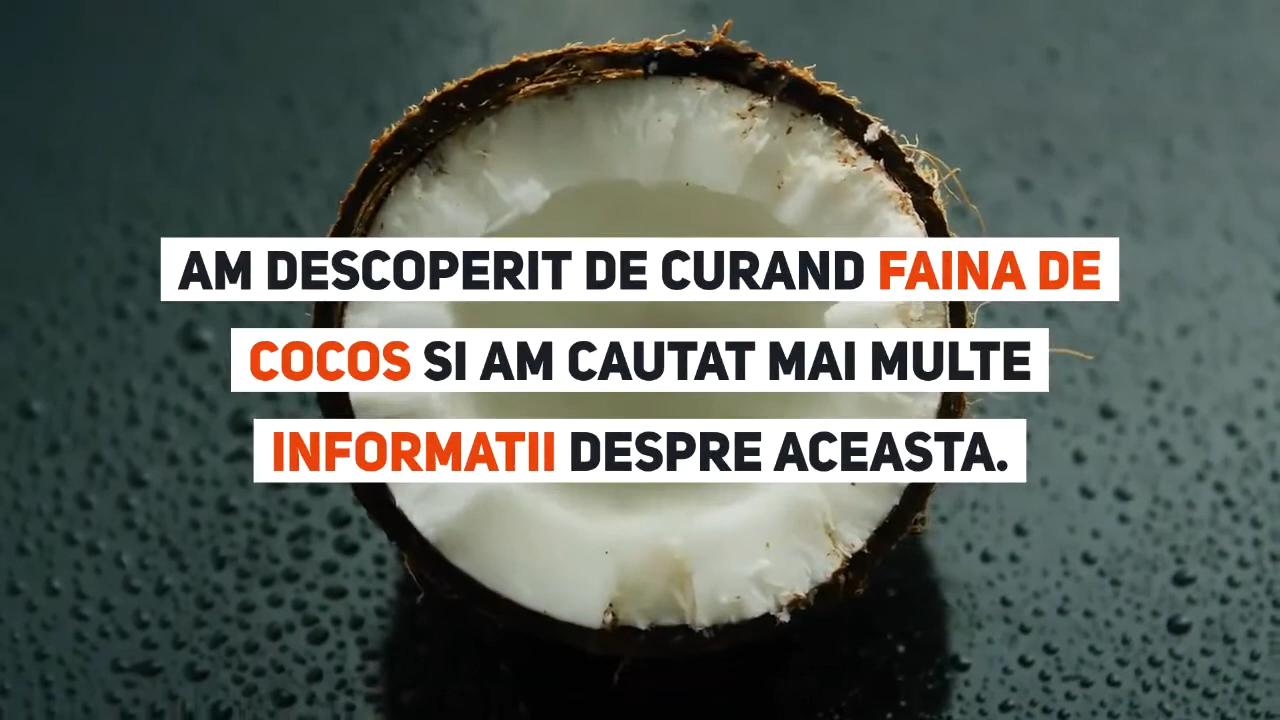 AM DESCOPERIT DE CURAND FAINA DE
COCOS SI AM CAUTAT MAI MULTE
INFORMATII DESPRE ACEASTA.